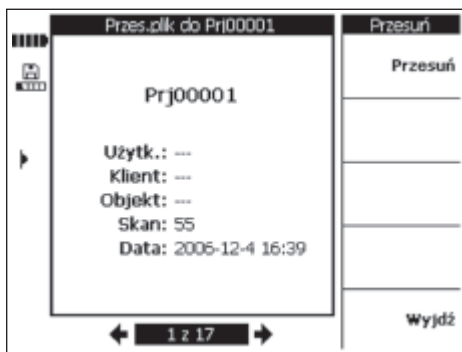 Przes.plik do Prj00001
Przesuń
Przesuń
Prj00001
Użytk.: ---
Klient: ---
Objekt: ---
Skan: 55
Data: 2006-12-4 16:39
1 z 17
Wyjdź